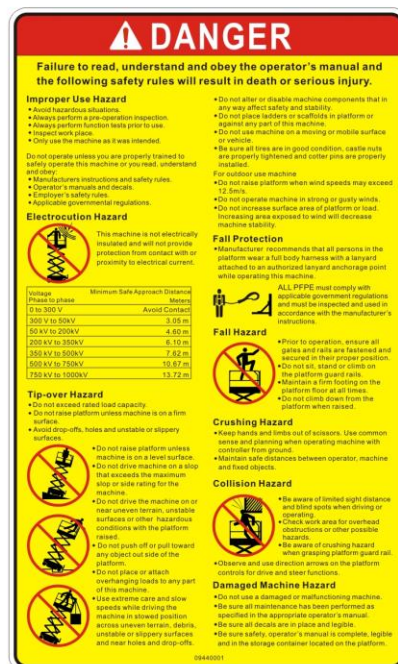 DANGER
Failure to read, understand and obey the operator's manual and
the following safety rules will result in death or serious injury.
Improper Use Hazard
• Avoid hazardous situations.
• Always perform a pre-operation inspection.
• Always perform function tests prior to use.
• Inspect work place.
• Only use the machine as it was intended.
Do not operate unless you are properly trained to
safely operate this machine or you read, understand
and obey:
• Manufacturers instructions and safety rules.
• Operator's manuals and decals.
• Employer's safety rules.
• Applicable governmental regulations.
Electrocution Hazard
This machine is not electrically
insulated and will not provide
protection from contact with or
proximity to electrical current.
Voltage Minimum Safe Approach Distance
Phase to phase Meters
0 to 300 V Avoid Contact
300 V to 50kV 3.05 m
50 kV to 200kV 4.60 m
200 kV to 350kV 6.10 m
350 kV to 500kV 7.62 m
500 kV to 750kV 10.67 m
750 kV to 1000kV 13.72 m
Tip-over Hazard
• Do not exceed rated load capacity.
• Do not raise platform unless machine is on a firm
surface.
• Avoid drop-offs, holes and unstable or slippery
surfaces.
• Do not raise platform unless
machine is on a level surface.
• Do not drive machine on a slop
that exceeds the maximum
slop or side rating for the
machine.
• Do not drive the machine on or
near uneven terrain, unstable
surfaces or other hazardous
conditions with the platform
raised.
• Do not push off or pull toward
any object out side of the
platform.
• Do not place or attach
overhanging loads to any part
of this machine.
• Use extreme care and slow
speeds while driving the
machine in stowed position
across uneven terrain, debris,
unstable or slippery surfaces
and near holes and drop-offs.
• Do not alter or disable machine components that in
any way affect safety and stability.
• Do not place ladders or scaffolds in platform or
against any part of this machine.
• Do not use machine on a moving or mobile surface
or vehicle.
• Be sure all tires are in good condition, castle nuts
are properly tightened and cotter pins are properly
installed.
For outdoor use machine
• Do not raise platform when wind speeds may exceed
12.5m/s.
• Do not operate machine in strong or gusty winds.
• Do not increase surface area of platform or load.
Increasing area exposed to wind will decrease
machine stability.
Fall Protection
• Manufacturer recommends that all persons in the
platform wear a full body harness with a lanyard
attached to an authorized lanyard anchorage point
while operating this machine.
ALL PFPE must comply with
applicable government regulations
and must be inspected and used in
accordance with the manufacturer's
instructions.
Fall Hazard
• Prior to operation, ensure all
gates and rails are fastened and
secured in their proper position.
• Do not sit, stand or climb on
the platform guard rails.
• Maintain a firm footing on the
platform floor at all times.
• Do not climb down from the
platform when raised.
Crushing Hazard
• Keep hands and limbs out of scissors. Use common
sense and planning when operating machine with
controller from ground.
• Maintain safe distances between operator, machine
and fixed objects.
Collision Hazard
• Be aware of limited sight distance
and blind spots when driving or
operating.
• Check work area for overhead
obstructions or other possible
hazards.
• Be aware of crushing hazard
when grasping platform guard rail.
• Observe and use direction arrows on the platform
controls for drive and steer functions.
Damaged Machine Hazard
• Do not use a damaged or malfunctioning machine.
• Be sure all maintenance has been performed as
specified in the appropriate operator's manual.
• Be sure all decals are in place and legible.
• Be sure safety, operator's manual is complete, legible
and in the storage container located on the platform.
09440001